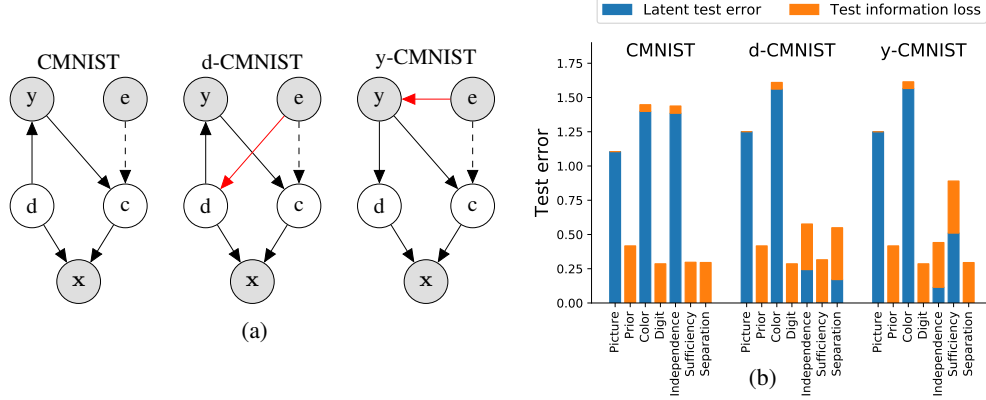 CMNIST
d-CMNIST
y-CMNIST
y
e
d
c
x
y
e
d
c
x
y
e
d
c
x
(a)
Latent test error
Test information loss
CMNIST
d-CMNIST
y-CMNIST
Test error
1.75
1.50
1.25
1.00
0.75
0.50
0.25
0.00
Picture
Prior
Color
Digit
Independence
Sufficiency
Separation
Picture
Prior
Color
Digit
Independence
Sufficiency
Separation
Picture
Prior
Color
Digit
Independence
Sufficiency
Separation
(b)